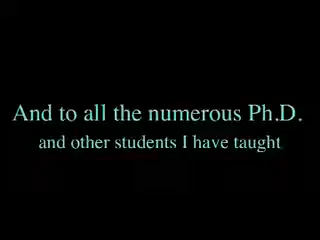 And to all the numerous Ph.D.
and other students I have taught